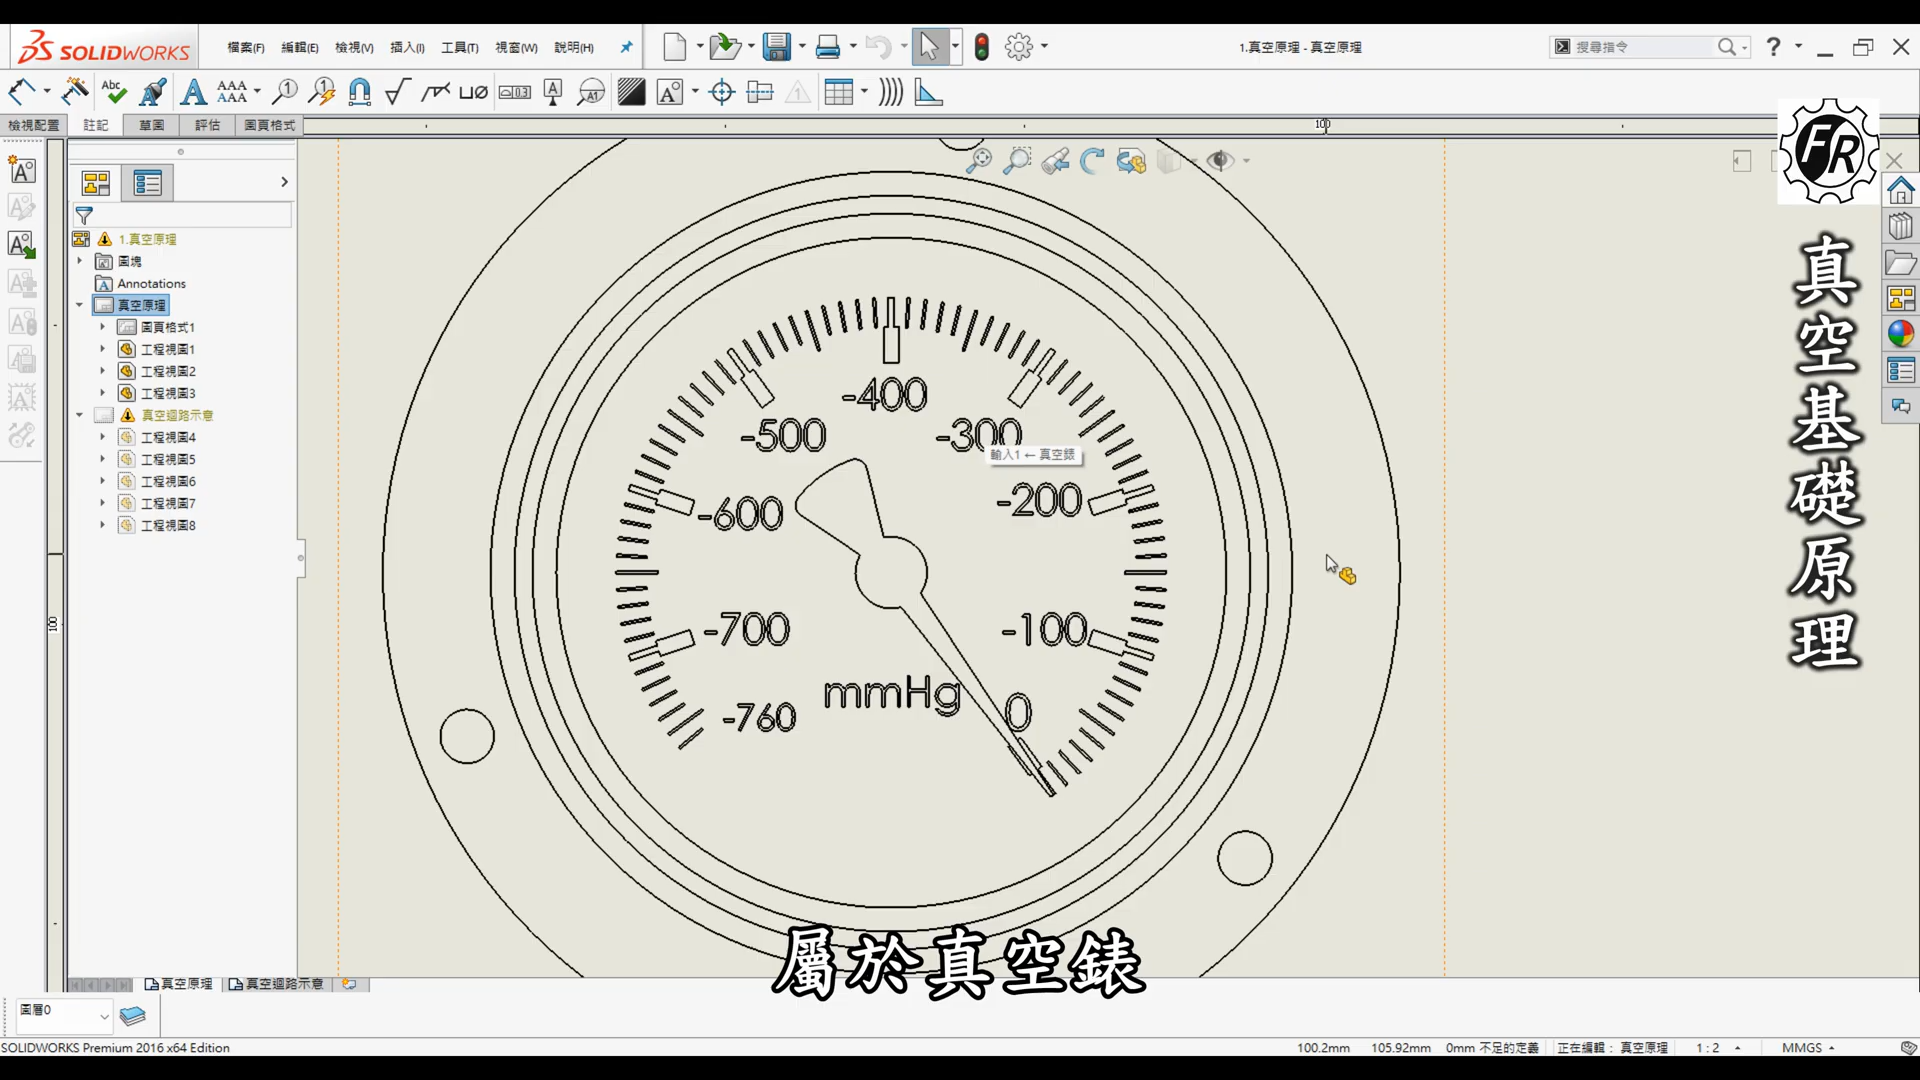 SOLIDWORKS
檔案(F) 編輯(E) 檢視(V) 插入(I) 工具(T) 視窗(W) 說明(H)
1.真空原理 - 真空原理
搜尋指令
?
Abc
AAA
AAA
檢視配置 註記 草圖 評估 圖頁格式
100
FR
真空基礎原理
1.真空原理
圖塊
Annotations
真空原理
圖頁格式1
工程視圖1
工程視圖2
工程視圖3
真空迴路示意
工程視圖4
工程視圖5
工程視圖6
工程視圖7
工程視圖8
100
-400
-500
-300
輸入1 ← 真空錶
-200
-600
-700
-100
mmHg
-760
0
屬於真空錶
真空原理 真空迴路示意
圖層0
SOLIDWORKS Premium 2016 x64 Edition
100.2mm 105.92mm 0mm 不足的定義 正在編輯： 真空原理 1 : 2 MMGS